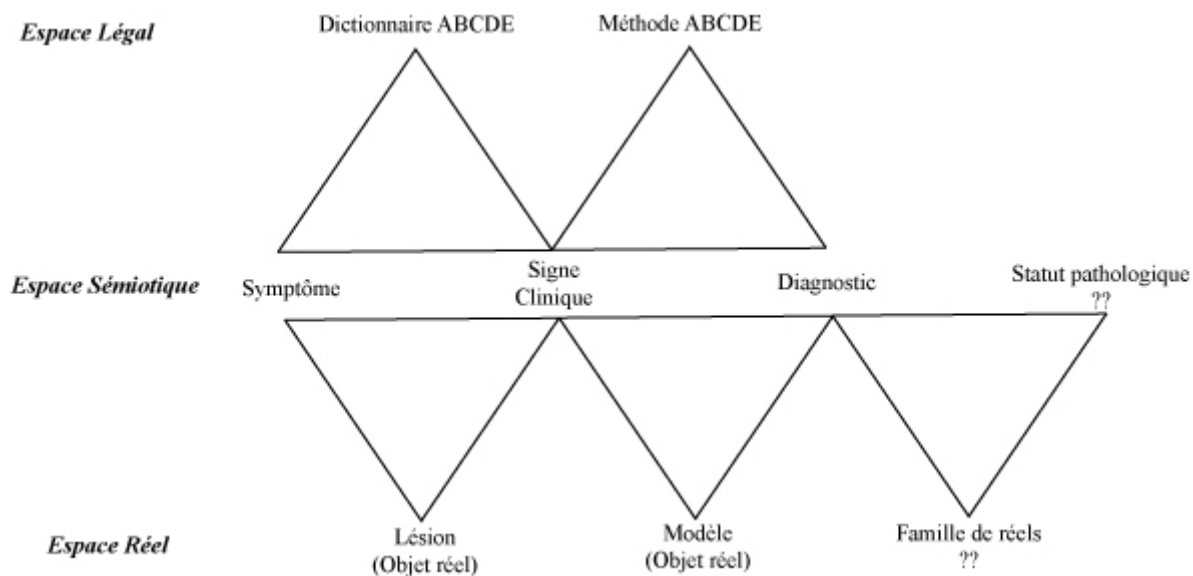 Espace Légal
Dictionnaire ABCDE
Méthode ABCDE
Espace Sémiotique
Symptôme
Signe
Clinique
Diagnostic
Statut pathologique
??
Espace Réel
Lésion
(Objet réel)
Modèle
(Objet réel)
Famille de réels
??